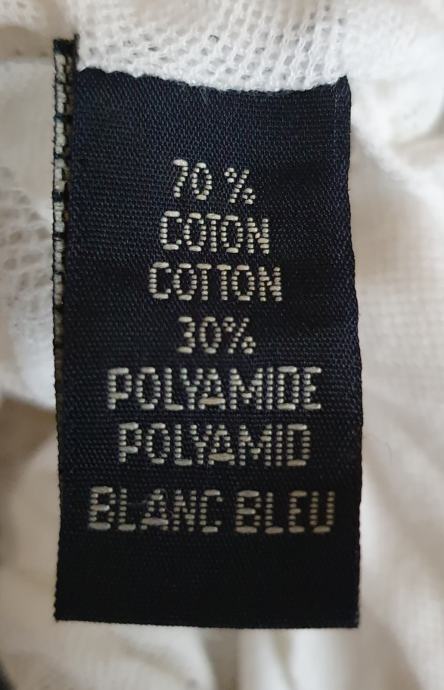 70 %
COTON
COTTON
30%
POLYAMIDE
POLYAMID
BLANC BLEU